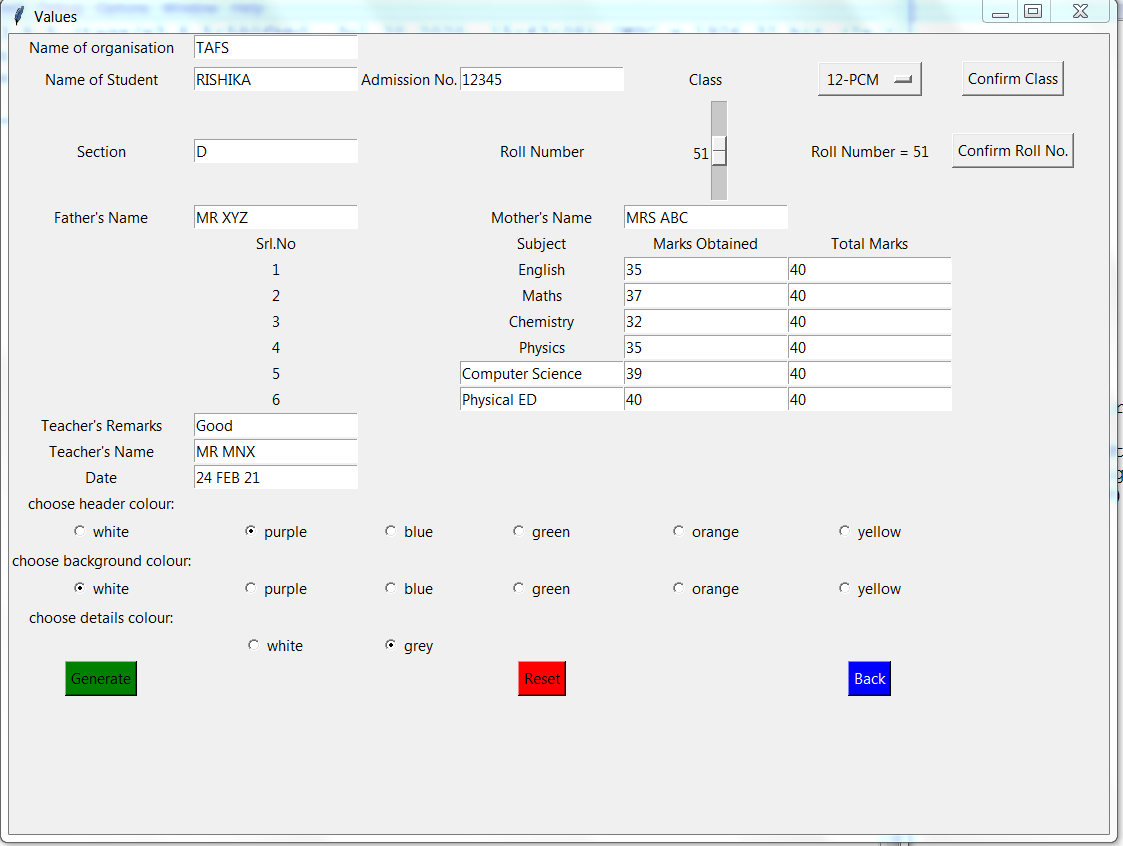 Values
Name of organisation TAFS
Name of Student RISHIKA Admission No. 12345 Class 12-PCM Confirm Class
Section D Roll Number 51 Roll Number = 51 Confirm Roll No.
Father's Name MR XYZ Mother's Name MRS ABC
Srl.No Subject Marks Obtained Total Marks
1 English 35 40
2 Maths 37 40
3 Chemistry 32 40
4 Physics 35 40
5 Computer Science 39 40
6 Physical ED 40 40
Teacher's Remarks Good
Teacher's Name MR MNX
Date 24 FEB 21
choose header colour:
white purple blue green orange yellow
choose background colour:
white purple blue green orange yellow
choose details colour:
white grey
Generate Reset Back